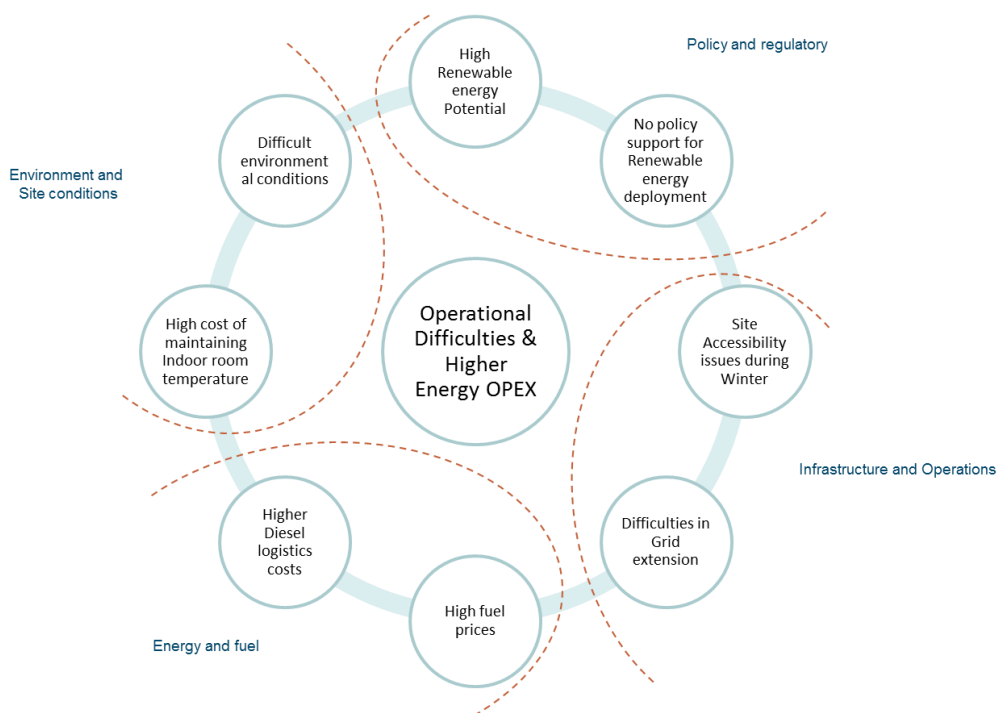 Policy and regulatory
High
Renewable
energy
Potential
No policy
support for
Renewable
energy
deployment
Environment and
Site conditions
Difficult
environment
al conditions
High cost of
maintaining
Indoor room
temperature
Operational
Difficulties &
Higher
Energy OPEX
Site
Accessibility
issues during
Winter
Infrastructure and Operations
Higher
Diesel
logistics
costs
Difficulties in
Grid
extension
High fuel
prices
Energy and fuel